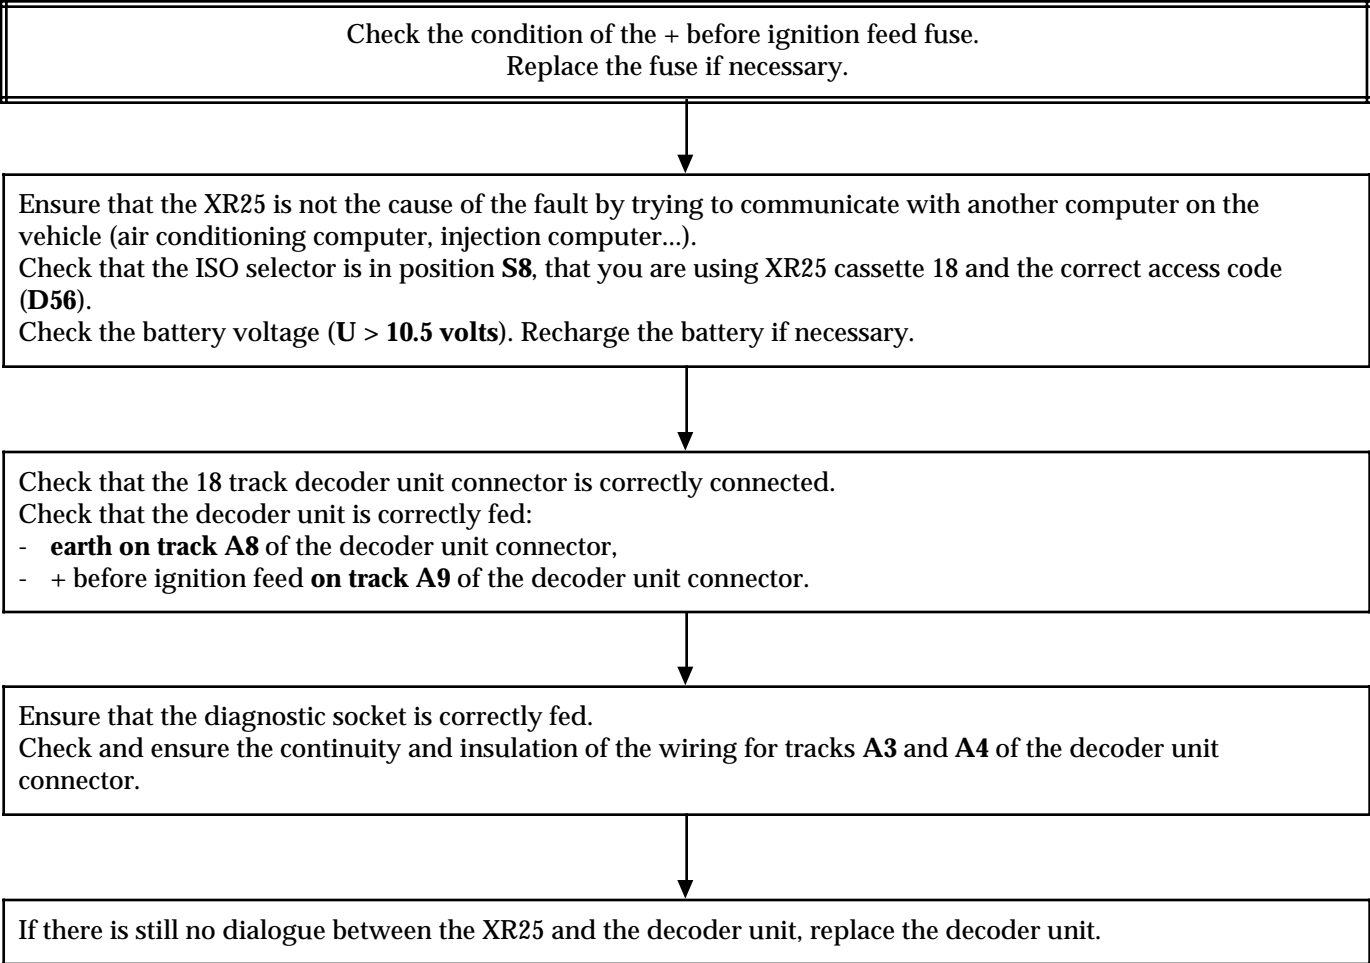 Check the condition of the + before ignition feed fuse.
Replace the fuse if necessary.
Ensure that the XR25 is not the cause of the fault by trying to communicate with another computer on the
vehicle (air conditioning computer, injection computer...).
Check that the ISO selector is in position S8, that you are using XR25 cassette 18 and the correct access code
(D56).
Check the battery voltage (U > 10.5 volts). Recharge the battery if necessary.
Check that the 18 track decoder unit connector is correctly connected.
Check that the decoder unit is correctly fed:
- earth on track A8 of the decoder unit connector,
- + before ignition feed on track A9 of the decoder unit connector.
Ensure that the diagnostic socket is correctly fed.
Check and ensure the continuity and insulation of the wiring for tracks A3 and A4 of the decoder unit
connector.
If there is still no dialogue between the XR25 and the decoder unit, replace the decoder unit.